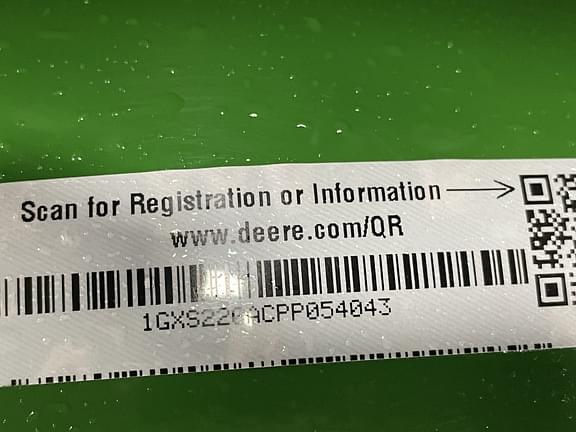 Scan for Registration or Information
www.deere.com/QR
1GXS220ACPP054043